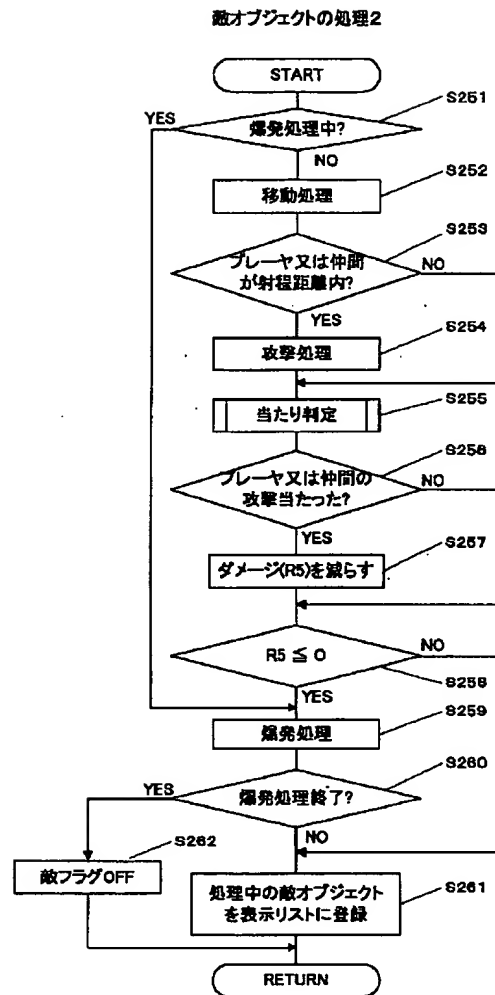 敵オブジェクトの処理2
START
S251
YES
爆発処理中?
NO
S252
移動処理
S253
プレーヤ又は仲間
が射程距離内?
NO
YES
S254
攻撃処理
S255
当たり判定
S256
プレーヤ又は仲間の
攻撃当たった?
NO
YES
S257
ダメージ(R5)を減らす
R5 ≦ 0
NO
S258
YES
S259
爆発処理
S260
YES
爆発処理終了?
S262
NO
敵フラグOFF
S261
処理中の敵オブジェクト
を表示リストに登録
RETURN